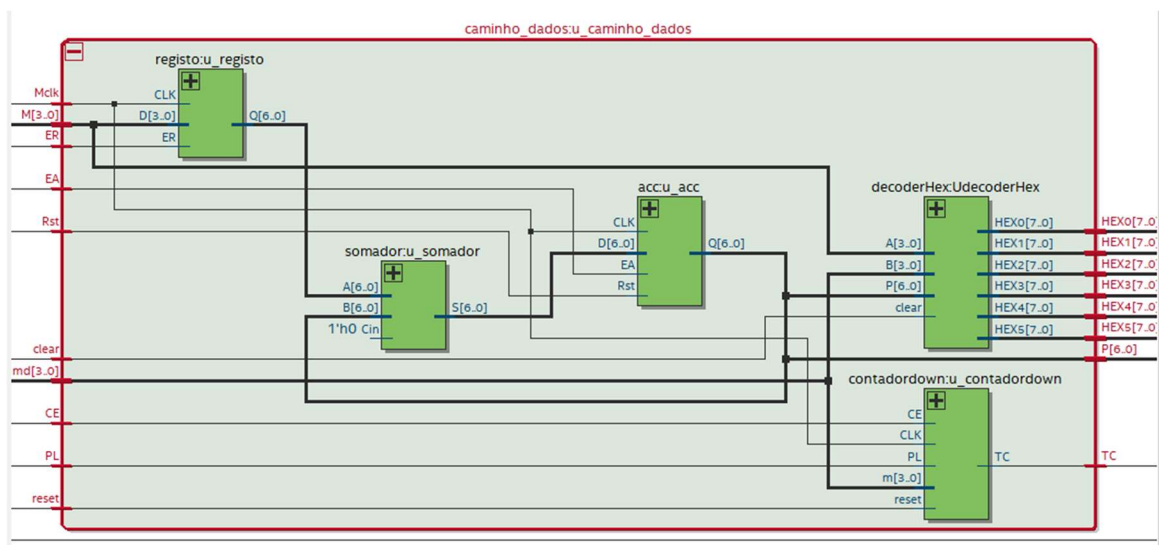 caminho_dados:u_caminho_dados
registo:u_registo
Mclk
CLK
M[3..0]
D[3..0]
Q[6..0]
ER
ER
EA
acc:u_acc
decoderHex:UdecoderHex
Rst
CLK
HEX0[7..0]
HEX0[7..0]
D[6..0]
Q[6..0]
A[3..0]
HEX1[7..0]
HEX1[7..0]
somador:u_somador
EA
B[3..0]
HEX2[7..0]
HEX2[7..0]
A[6..0]
Rst
P[6..0]
HEX3[7..0]
HEX3[7..0]
B[6..0]
S[6..0]
clear
HEX4[7..0]
HEX4[7..0]
1'h0 Cin
HEX5[7..0]
HEX5[7..0]
clear
P[6..0]
md[3..0]
contadordown:u_contadordown
CE
CE
CLK
PL
PL
TC
TC
m[3..0]
reset
reset